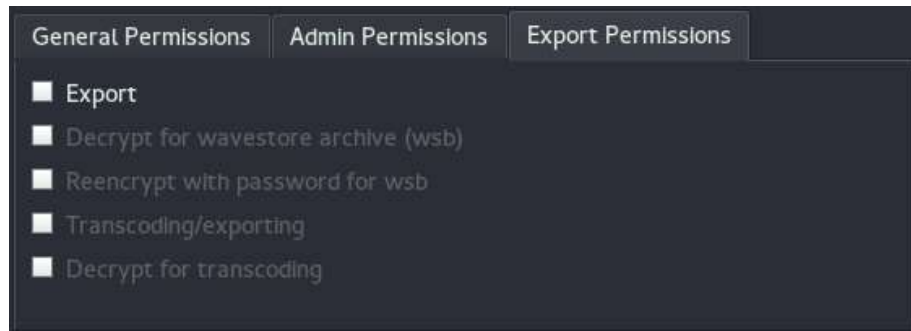 General Permissions Admin Permissions Export Permissions
Export
Decrypt for wavestore archive (wsb)
Reencrypt with password for wsb
Transcoding/exporting
Decrypt for transcoding